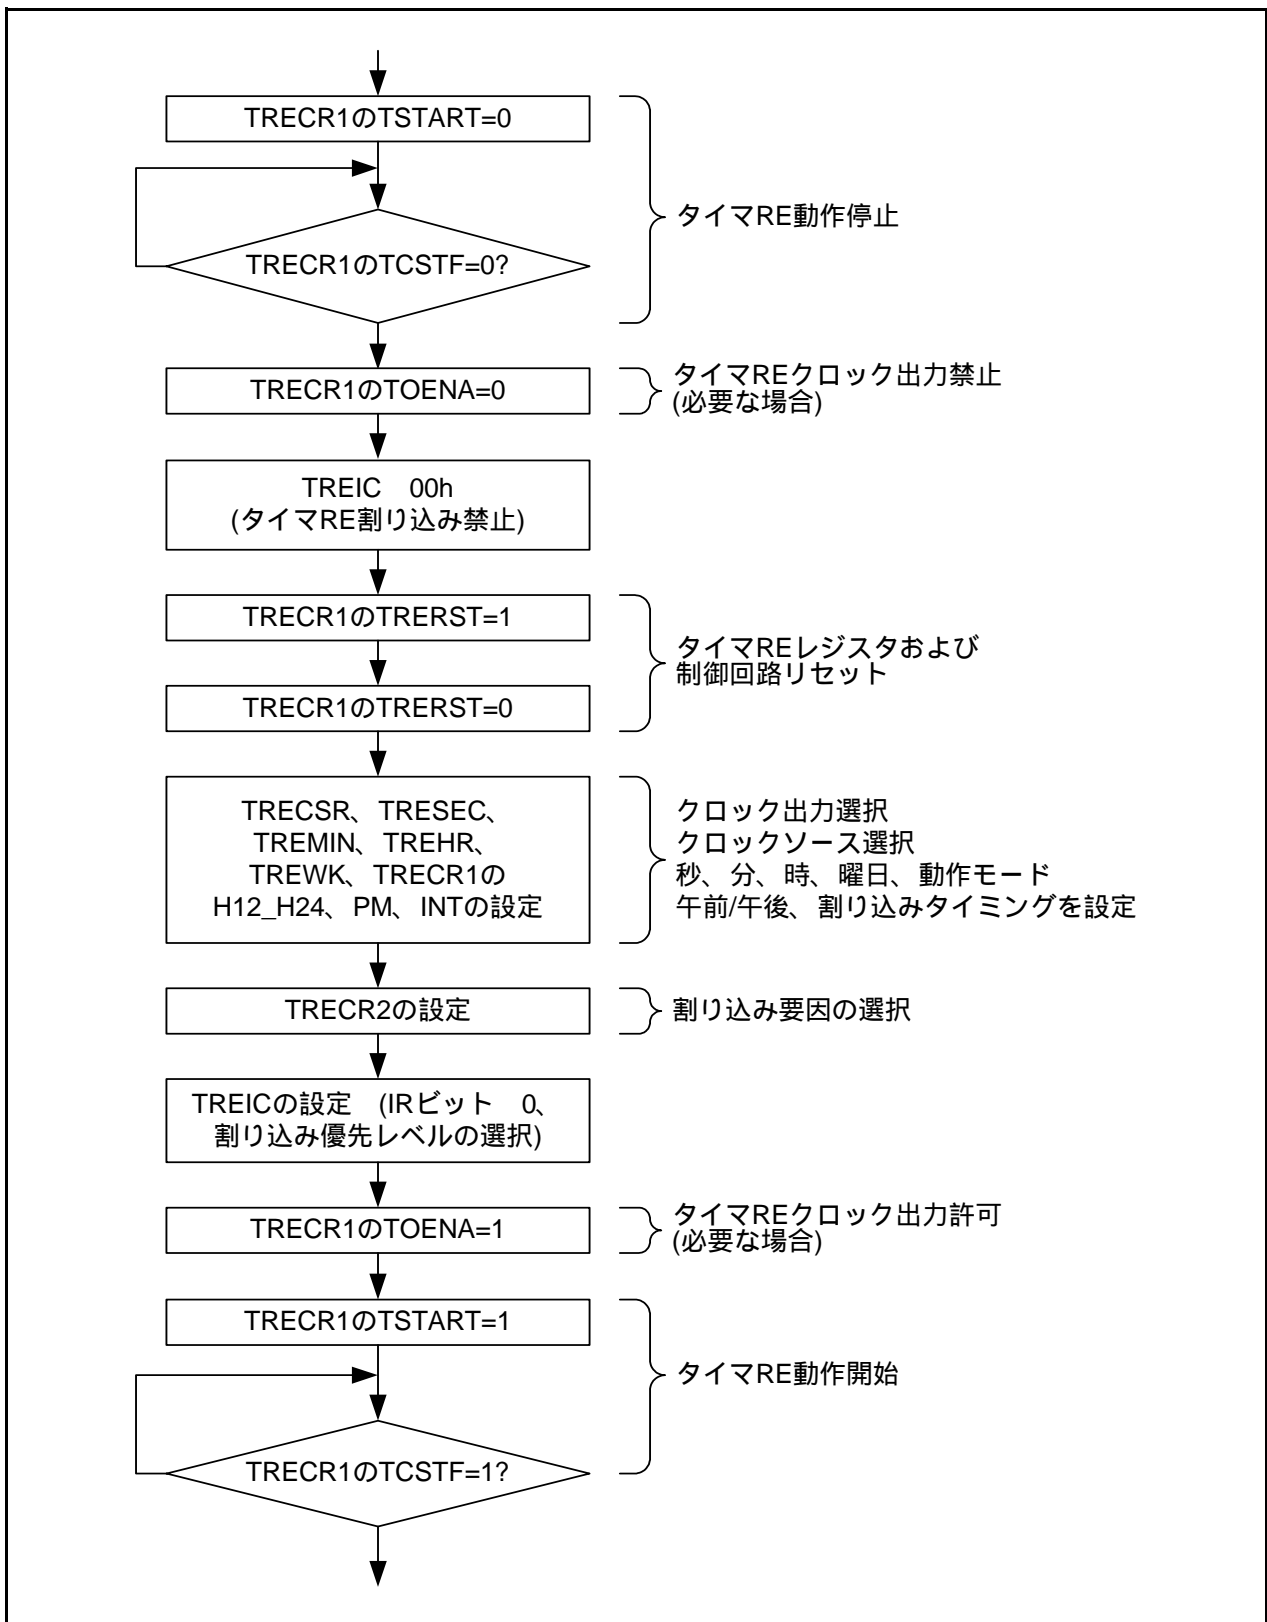 TRECR1のTSTART=0
TRECR1のTCSTF=0?
タイマRE動作停止
TRECR1のTOENA=0
タイマREクロック出力禁止
(必要な場合)
TREIC 00h
(タイマRE割り込み禁止)
TRECR1のTRERST=1
TRECR1のTRERST=0
タイマREレジスタおよび
制御回路リセット
TRECSR、TRESEC、
TREMIN、TREHR、
TREWK、TRECR1の
H12_H24、PM、INTの設定
クロック出力選択
クロックソース選択
秒、分、時、曜日、動作モード
午前/午後、割り込みタイミングを設定
TRECR2の設定
割り込み要因の選択
TREICの設定 (IRビット 0、
割り込み優先レベルの選択)
TRECR1のTOENA=1
タイマREクロック出力許可
(必要な場合)
TRECR1のTSTART=1
TRECR1のTCSTF=1?
タイマRE動作開始